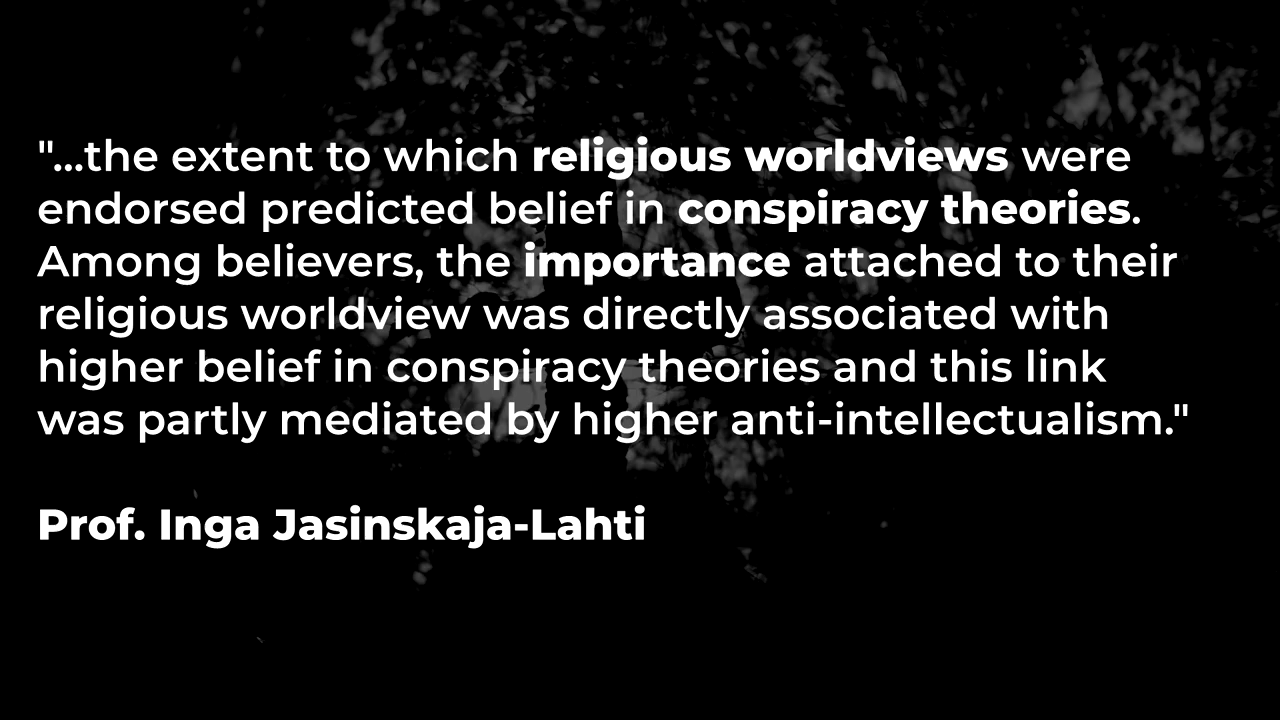 "...the extent to which religious worldviews were
endorsed predicted belief in conspiracy theories.
Among believers, the importance attached to their
religious worldview was directly associated with
higher belief in conspiracy theories and this link
was partly mediated by higher anti-intellectualism."
Prof. Inga Jasinskaja-Lahti